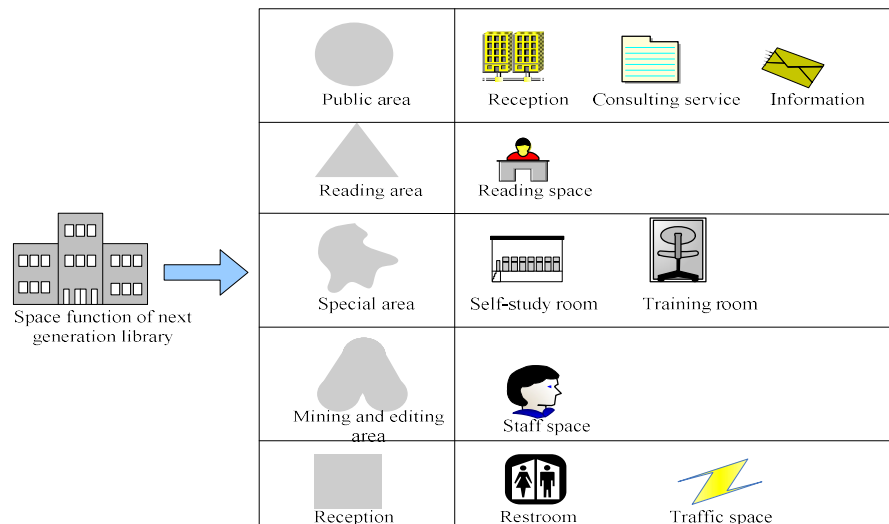 Public area
Reception
Consulting service
Information
Reading area
Reading space
Space function of next
generation library
Special area
Self-study room
Training room
Mining and editing
area
Staff space
Reception
Restroom
Traffic space